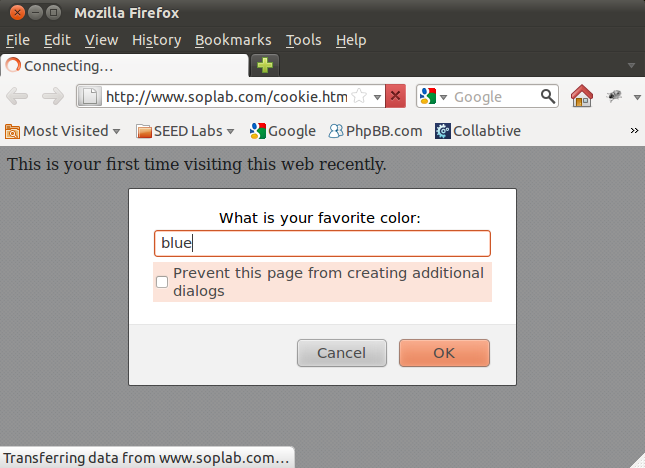 Mozilla Firefox
File Edit View History Bookmarks Tools Help
Connecting…
http://www.soplab.com/cookie.htm
Google
Most Visited SEED Labs Google PhpBB.com Collabtive »
This is your first time visiting this web recently.
What is your favorite color:
blue
Prevent this page from creating additional
dialogs
Cancel OK
Transferring data from www.soplab.com…